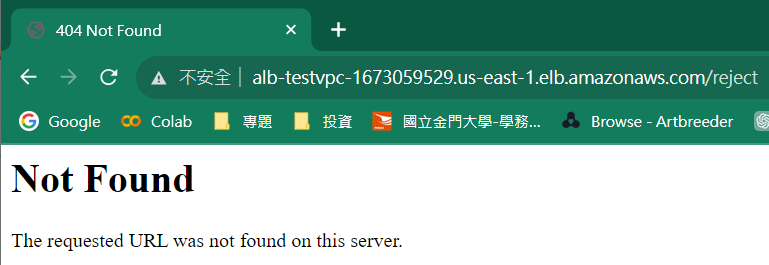 404 Not Found
不安全 alb-testvpc-1673059529.us-east-1.elb.amazonaws.com/reject
Google Colab 專題 投資 國立金門大學-學務... Browse - Artbreeder
Not Found
The requested URL was not found on this server.